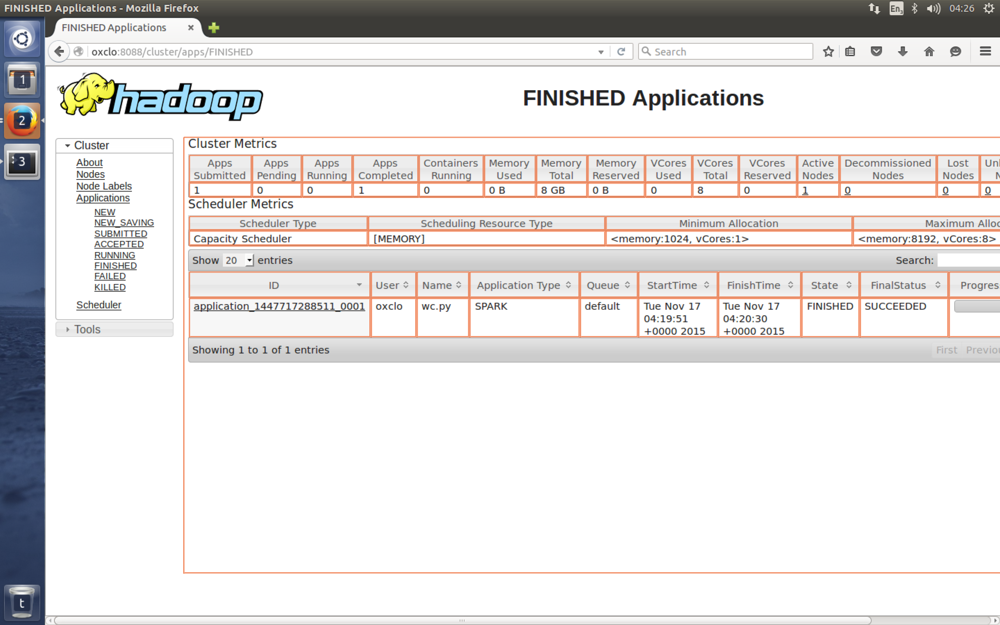 FINISHED Applications - Mozilla Firefox
En3 04:26
FINISHED Applications
oxclo:8088/cluster/apps/FINISHED
Search
1
2
3
t
hadoop
FINISHED Applications
Cluster
About
Nodes
Node Labels
Applications
NEW
NEW_SAVING
SUBMITTED
ACCEPTED
RUNNING
FINISHED
FAILED
KILLED
Scheduler
Tools
Cluster Metrics
Apps Submitted Apps Pending Apps Running Apps Completed Containers Running Memory Used Memory Total Memory Reserved VCores Used VCores Total VCores Reserved Active Nodes Decommissioned Nodes Lost Nodes
1 0 0 1 0 0 B 8 GB 0 B 0 8 0 1 0 0 0
Scheduler Metrics
Scheduler Type Scheduling Resource Type Minimum Allocation Maximum
Capacity Scheduler [MEMORY] <memory:1024, vCores:1> <memory:8192, vCores:8>
Show 20 entries Search:
ID User Name Application Type Queue StartTime FinishTime State FinalStatus
application_1447717288511_0001 oxclo wc.py SPARK default Tue Nov 17 04:19:51 +0000 2015 Tue Nov 17 04:20:30 +0000 2015 FINISHED SUCCEEDED
Showing 1 to 1 of 1 entries First